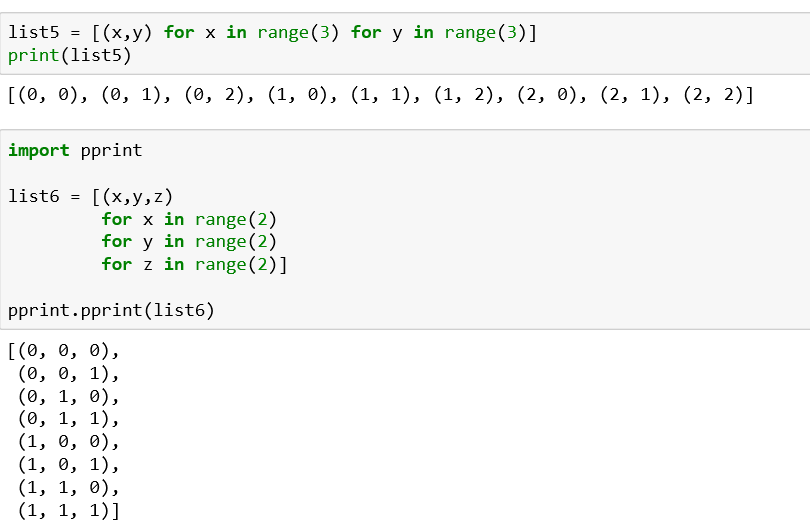 list5 = [(x,y) for x in range(3) for y in range(3)]
print(list5)
[(0, 0), (0, 1), (0, 2), (1, 0), (1, 1), (1, 2), (2, 0), (2, 1), (2, 2)]
import pprint
list6 = [(x,y,z)
for x in range(2)
for y in range(2)
for z in range(2)]
pprint.pprint(list6)
[(0, 0, 0),
(0, 0, 1),
(0, 1, 0),
(0, 1, 1),
(1, 0, 0),
(1, 0, 1),
(1, 1, 0),
(1, 1, 1)]